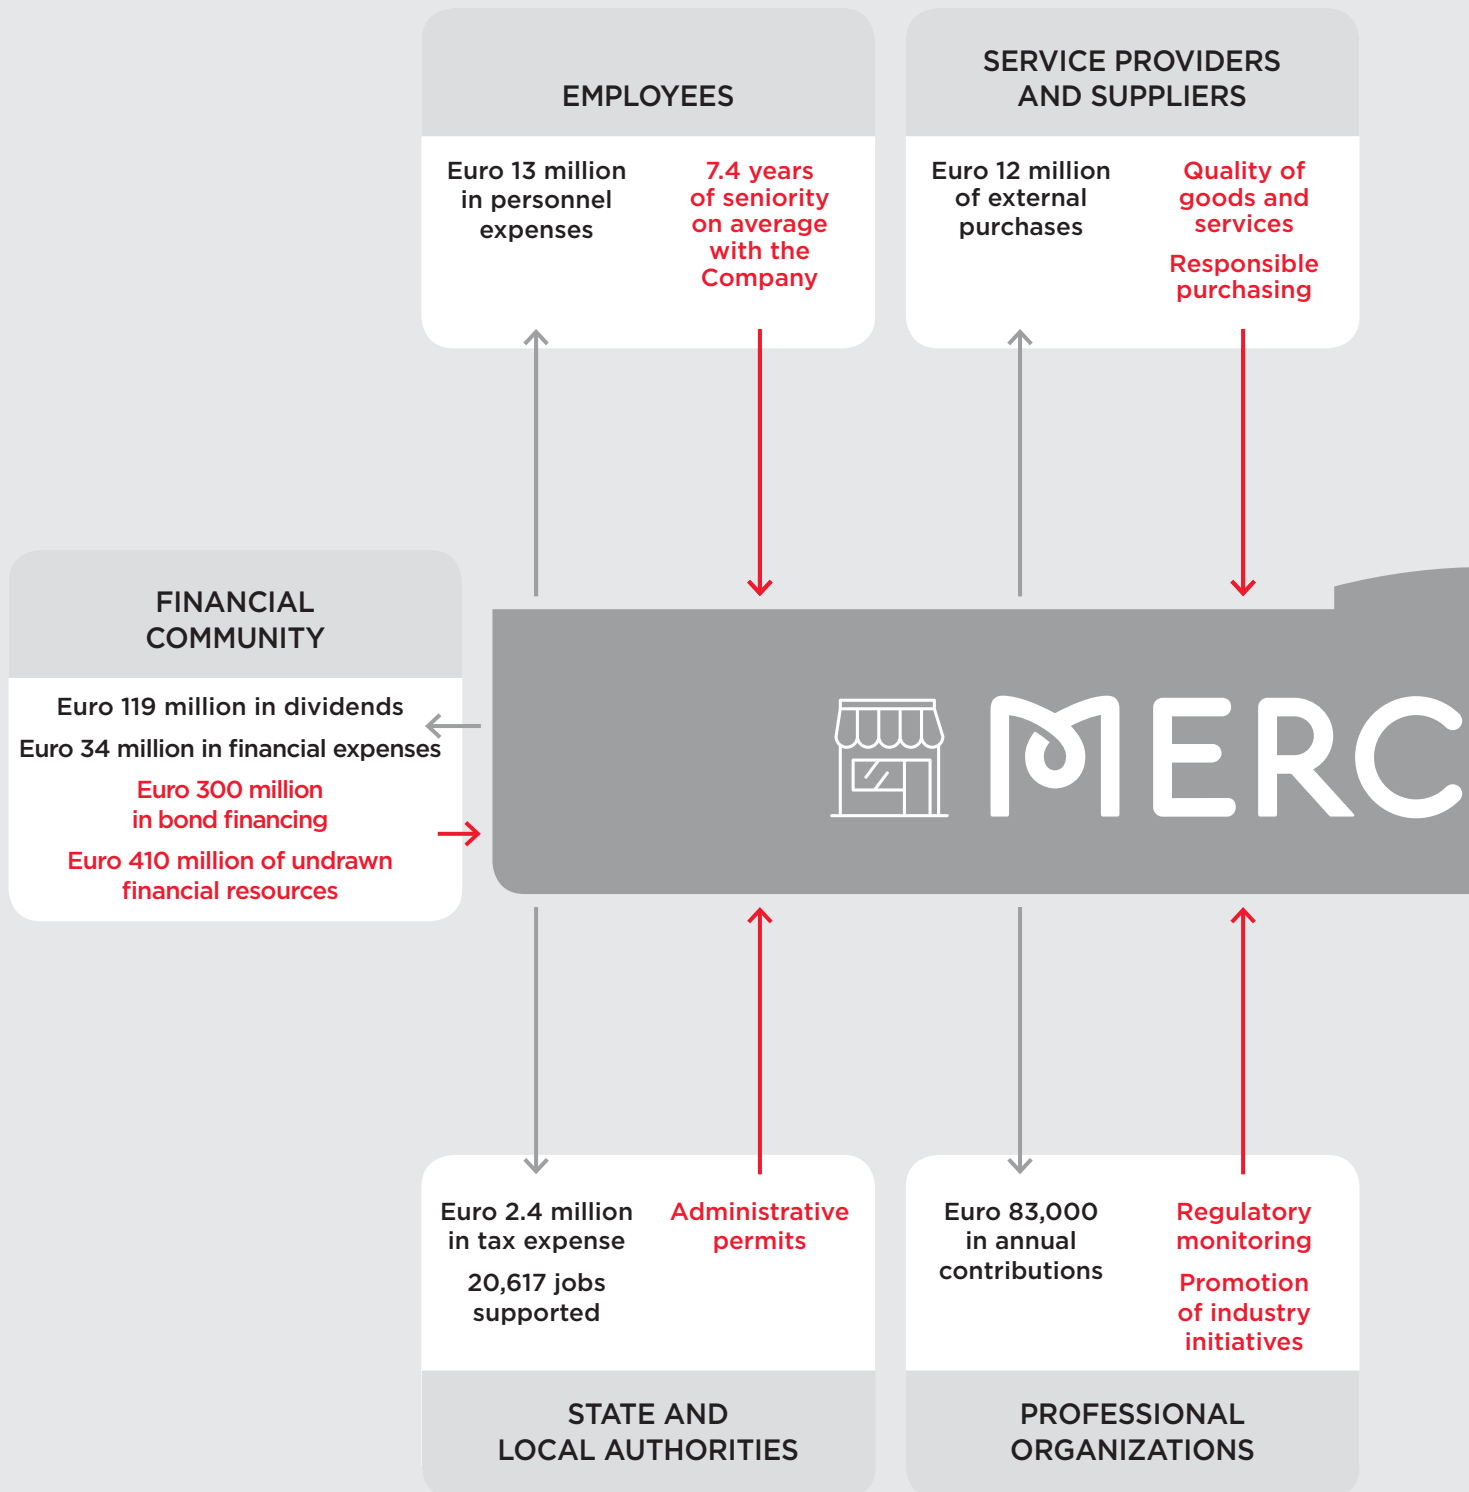 EMPLOYEES
Euro 13 million
in personnel
expenses
7.4 years
of seniority
on average
with the
Company
SERVICE PROVIDERS
AND SUPPLIERS
Euro 12 million
of external
purchases
Quality of
goods and
services
Responsible
purchasing
FINANCIAL
COMMUNITY
Euro 119 million in dividends
Euro 34 million in financial expenses
Euro 300 million
in bond financing
Euro 410 million of undrawn
financial resources
MERC
Euro 2.4 million
in tax expense
20,617 jobs
supported
Administrative
permits
STATE AND
LOCAL AUTHORITIES
Euro 83,000
in annual
contributions
Regulatory
monitoring
Promotion
of industry
initiatives
PROFESSIONAL
ORGANIZATIONS